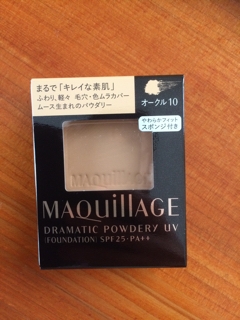 まるで「キレイな素肌」
ふわり、軽々 毛穴・色ムラカバー
ムース生まれのパウダリー
オークル 10
やわらかフィット
スポンジ付き
MAQuillAGE
MAQuillAGE
DRAMATIC POWDERY UV
(FOUNDATION) SPF25・PA++